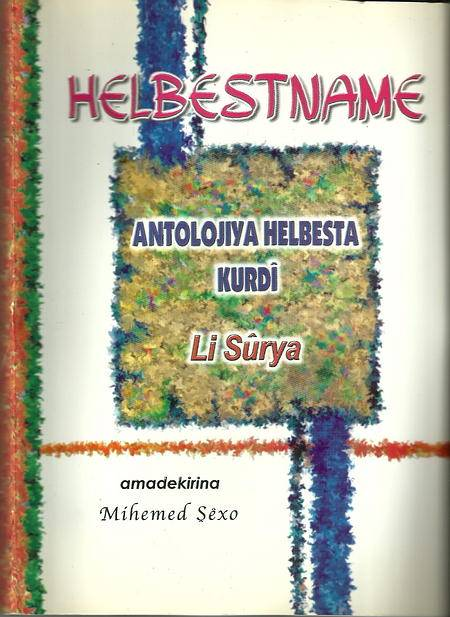 HELBESTNAME
ANTOLOJIYA HELBESTA
KURDÎ
Li Sûrya
amadekirina
Mihemed Şêxo